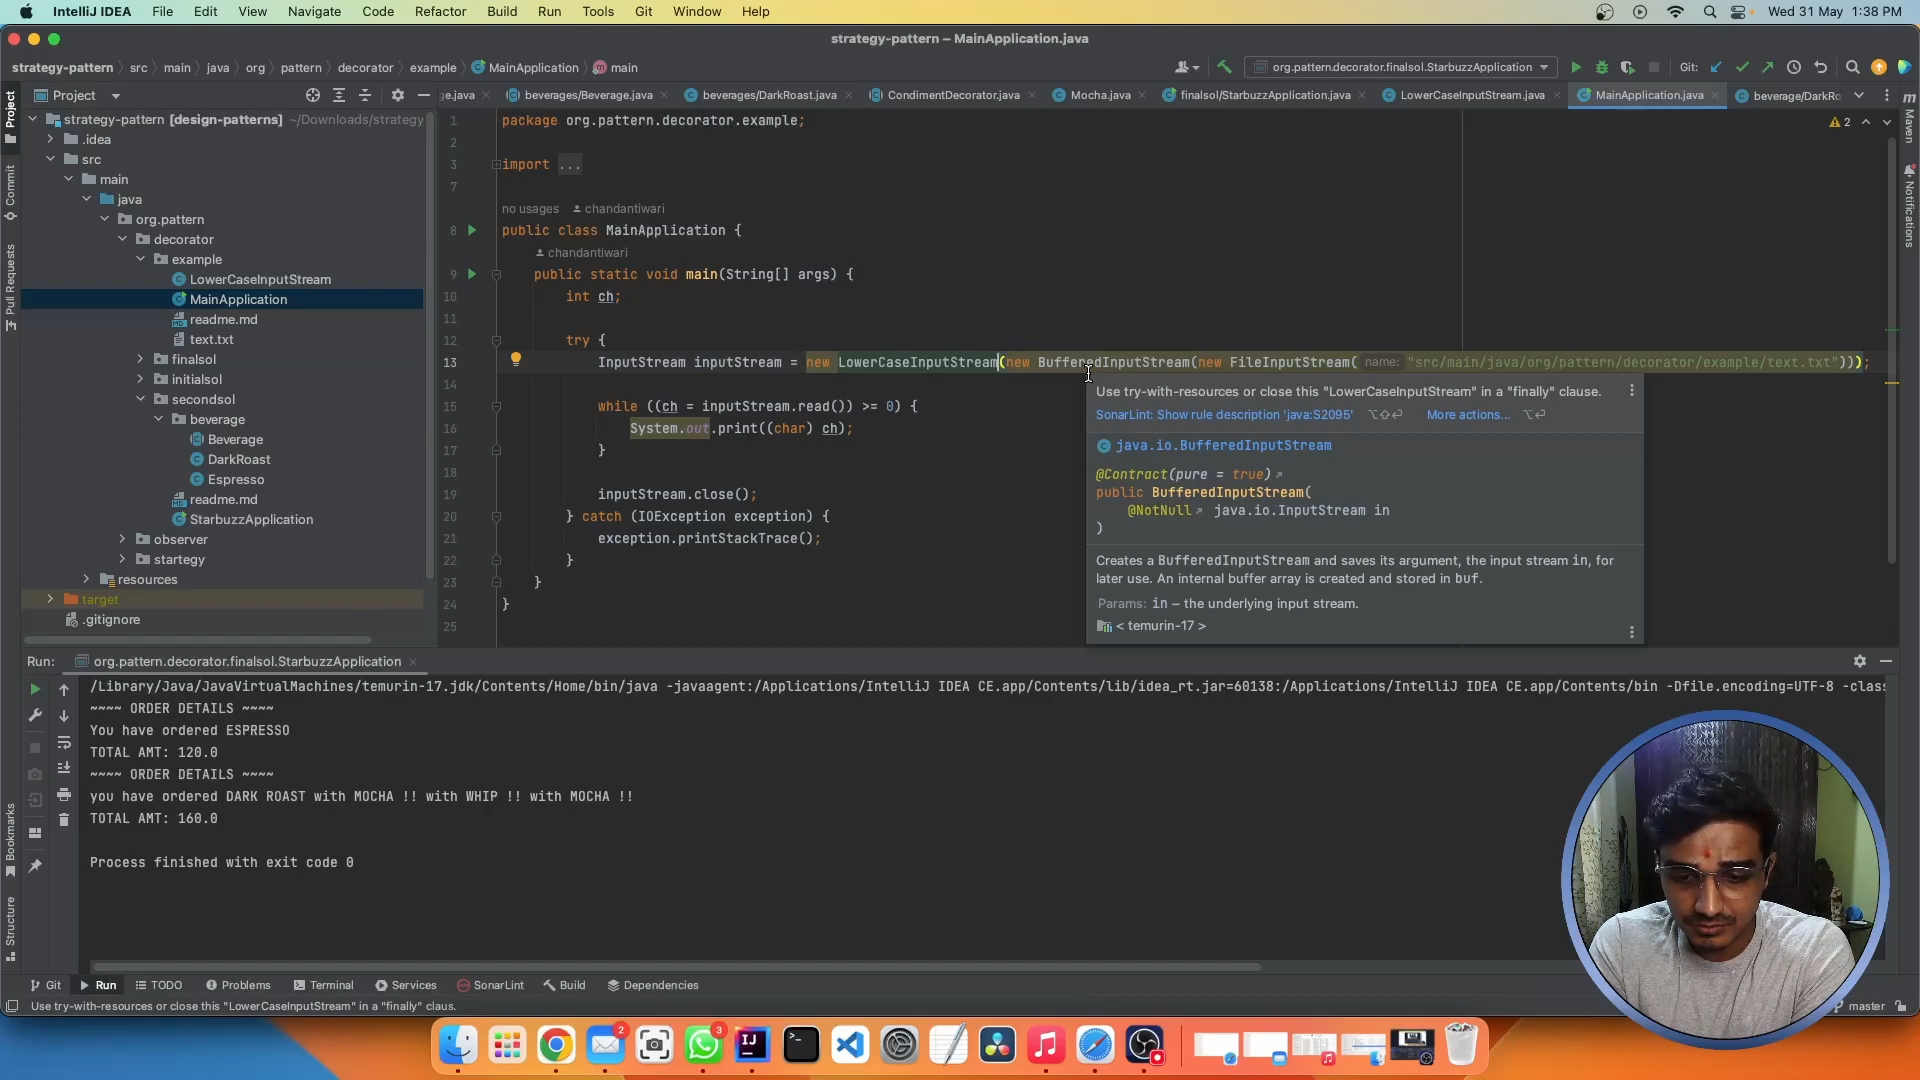 IntelliJ IDEA File Edit View Navigate Code Refactor Build Run Tools Git Window Help Wed 31 May 1:38 PM
strategy-pattern – MainApplication.java
strategy-pattern src main java org pattern decorator example MainApplication main org.pattern.decorator.finalsol.StarbuzzApplication Git:
Project ge.java beverages/Beverage.java beverages/DarkRoast.java CondimentDecorator.java Mocha.java finalsol/StarbuzzApplication.java LowerCaseInputStream.java MainApplication.java beverage/DarkRo
Project
Commit
Pull Requests
Bookmarks
Structure
Maven
Notifications
strategy-pattern [design-patterns] ~/Downloads/strategy
.idea
src
main
java
org.pattern
decorator
example
LowerCaseInputStream
MainApplication
readme.md
text.txt
finalsol
initialsol
secondsol
beverage
Beverage
DarkRoast
Espresso
readme.md
StarbuzzApplication
observer
startegy
resources
target
.gitignore
2
1 package org.pattern.decorator.example;
2
3 import ...
7
no usages chandantiwari
8 public class MainApplication {
chandantiwari
9 public static void main(String[] args) {
10 int ch;
11
12 try {
13 InputStream inputStream = new LowerCaseInputStream(new BufferedInputStream(new FileInputStream( name: "src/main/java/org/pattern/decorator/example/text.txt")));
14
15 while ((ch = inputStream.read()) >= 0) {
16 System.out.print((char) ch);
17 }
18
19 inputStream.close();
20 } catch (IOException exception) {
21 exception.printStackTrace();
22 }
23 }
24 }
25
Use try-with-resources or close this "LowerCaseInputStream" in a "finally" clause.
SonarLint: Show rule description 'java:S2095' ⌥⇧⏎ More actions... ⌥⏎
java.io.BufferedInputStream
@Contract(pure = true)
public BufferedInputStream(
@NotNull java.io.InputStream in
)
Creates a BufferedInputStream and saves its argument, the input stream in, for
later use. An internal buffer array is created and stored in buf.
Params: in – the underlying input stream.
< temurin-17 >
Run: org.pattern.decorator.finalsol.StarbuzzApplication
/Library/Java/JavaVirtualMachines/temurin-17.jdk/Contents/Home/bin/java -javaagent:/Applications/IntelliJ IDEA CE.app/Contents/lib/idea_rt.jar=60138:/Applications/IntelliJ IDEA CE.app/Contents/bin -Dfile.encoding=UTF-8 -class
~~~~ ORDER DETAILS ~~~~
You have ordered ESPRESSO
TOTAL AMT: 120.0
~~~~ ORDER DETAILS ~~~~
you have ordered DARK ROAST with MOCHA !! with WHIP !! with MOCHA !!
TOTAL AMT: 160.0
Process finished with exit code 0
Git Run TODO Problems Terminal Services SonarLint Build Dependencies
Use try-with-resources or close this "LowerCaseInputStream" in a "finally" claus. master
2 3 IJ